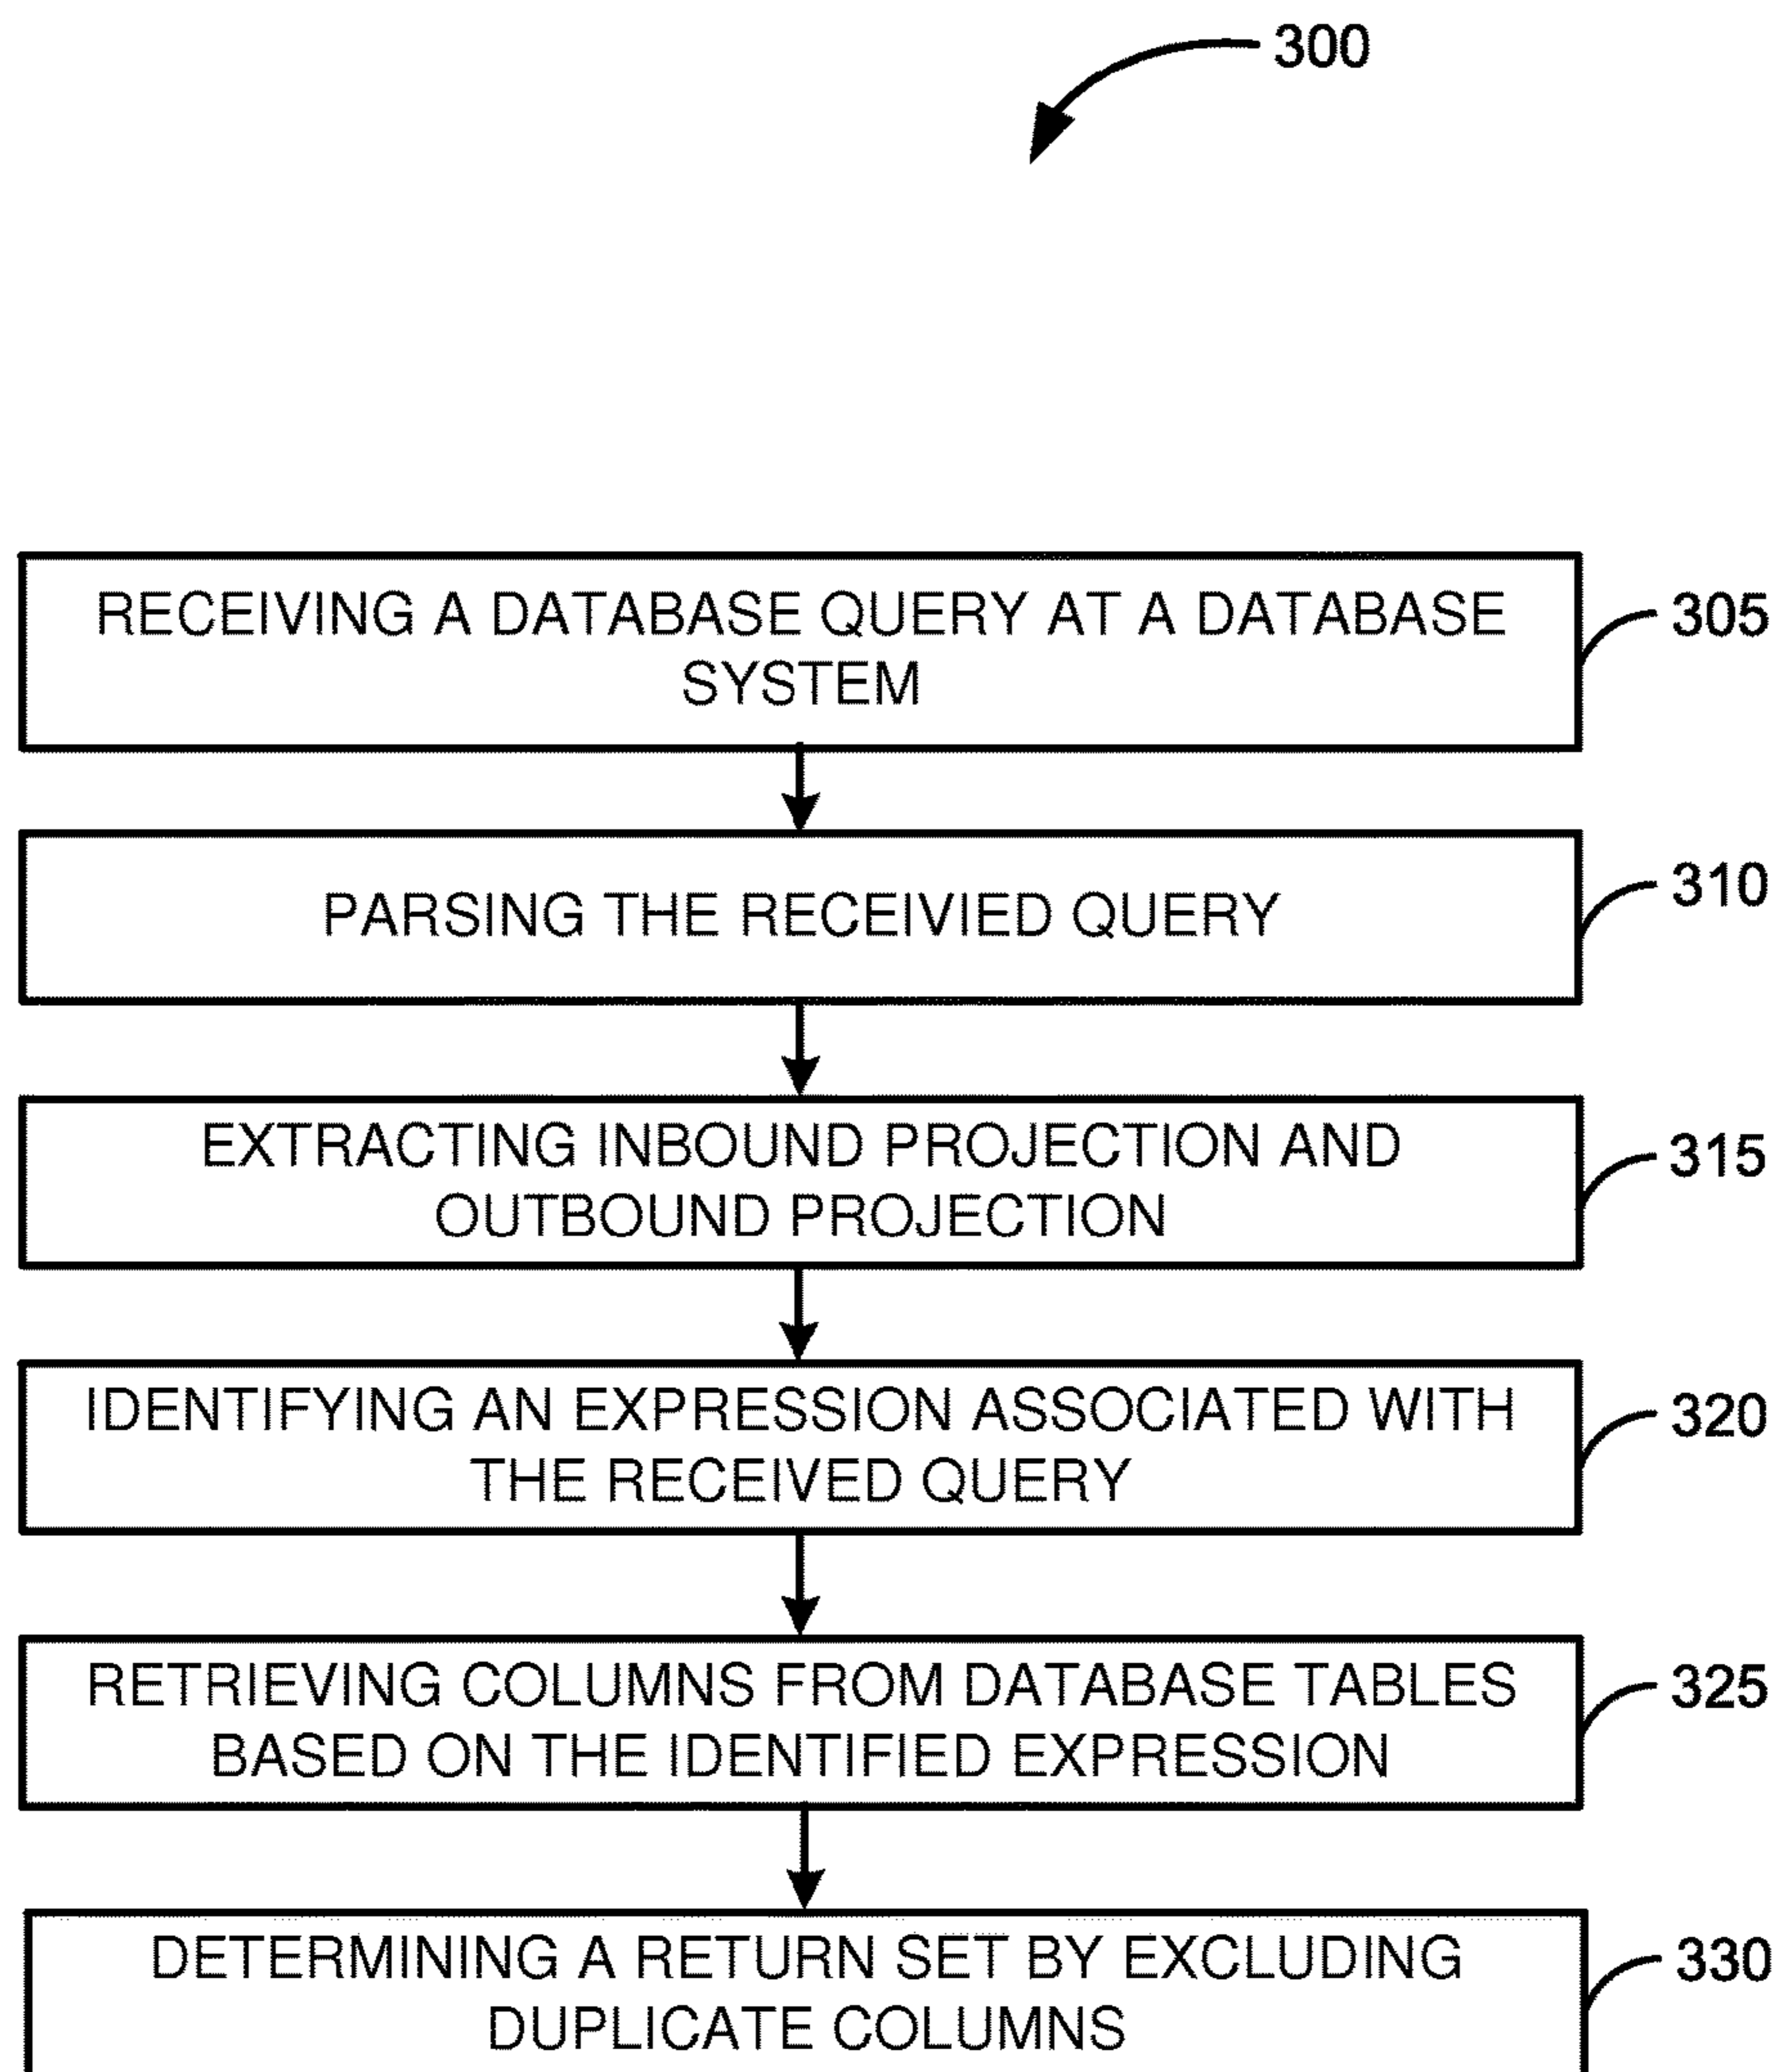 300
RECEIVING A DATABASE QUERY AT A DATABASE
SYSTEM
305
PARSING THE RECEIVIED QUERY
310
EXTRACTING INBOUND PROJECTION AND
OUTBOUND PROJECTION
315
IDENTIFYING AN EXPRESSION ASSOCIATED WITH
THE RECEIVED QUERY
320
RETRIEVING COLUMNS FROM DATABASE TABLES
BASED ON THE IDENTIFIED EXPRESSION
325
DETERMINING A RETURN SET BY EXCLUDING
DUPLICATE COLUMNS
330